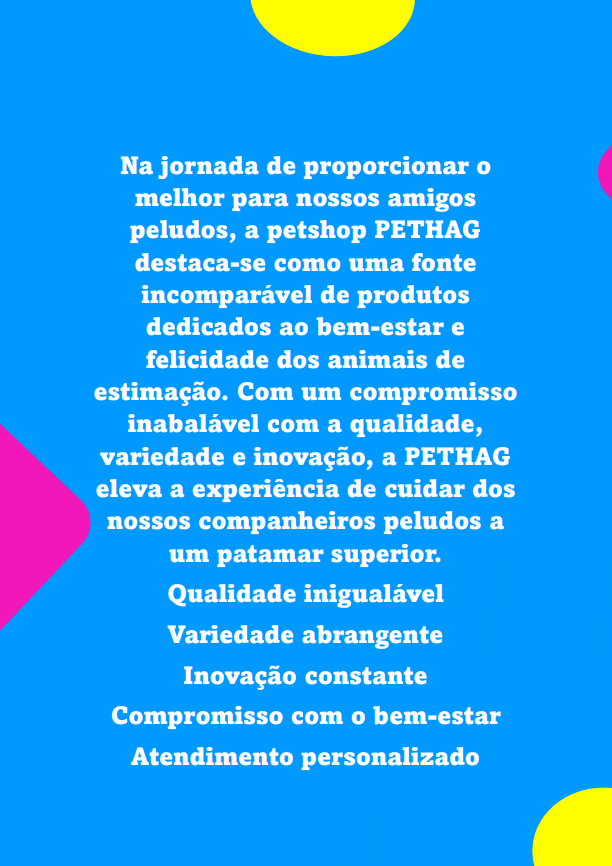 Na jornada de proporcionar o
melhor para nossos amigos
peludos, a petshop PETHAG
destaca-se como uma fonte
incomparável de produtos
dedicados ao bem-estar e
felicidade dos animais de
estimação. Com um compromisso
inabalável com a qualidade,
variedade e inovação, a PETHAG
eleva a experiência de cuidar dos
nossos companheiros peludos a
um patamar superior.
Qualidade inigualável
Variedade abrangente
Inovação constante
Compromisso com o bem-estar
Atendimento personalizado